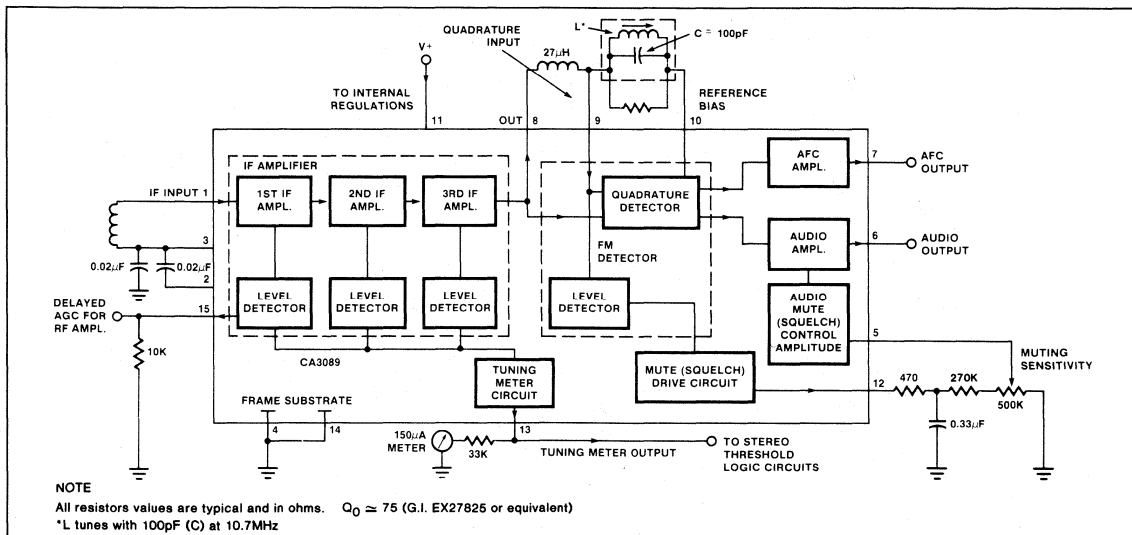 L*
C = 100pF
QUADRATURE
INPUT
V+
27µH
TO INTERNAL
REGULATIONS
REFERENCE
BIAS
11
OUT 8
9
10
IF AMPLIFIER
IF INPUT 1
1ST IF
AMPL.
2ND IF
AMPL.
3RD IF
AMPL.
QUADRATURE
DETECTOR
AFC
AMPL.
7
AFC
OUTPUT
3
0.02µF
0.02µF
2
FM
DETECTOR
AUDIO
AMPL.
6
AUDIO
OUTPUT
DELAYED
AGC FOR
RF AMPL.
15
LEVEL
DETECTOR
LEVEL
DETECTOR
LEVEL
DETECTOR
LEVEL
DETECTOR
AUDIO
MUTE
(SQUELCH)
CONTROL
AMPLITUDE
5
10K
CA3089
TUNING
METER
CIRCUIT
MUTE (SQUELCH)
DRIVE CIRCUIT
12
470
270K
500K
MUTING
SENSITIVITY
0.33µF
FRAME SUBSTRATE
4
14
13
150µA
METER
33K
TUNING METER OUTPUT
TO STEREO
THRESHOLD
LOGIC CIRCUITS
NOTE
All resistors values are typical and in ohms. Q₀ ≃ 75 (G.I. EX27825 or equivalent)
*L tunes with 100pF (C) at 10.7MHz